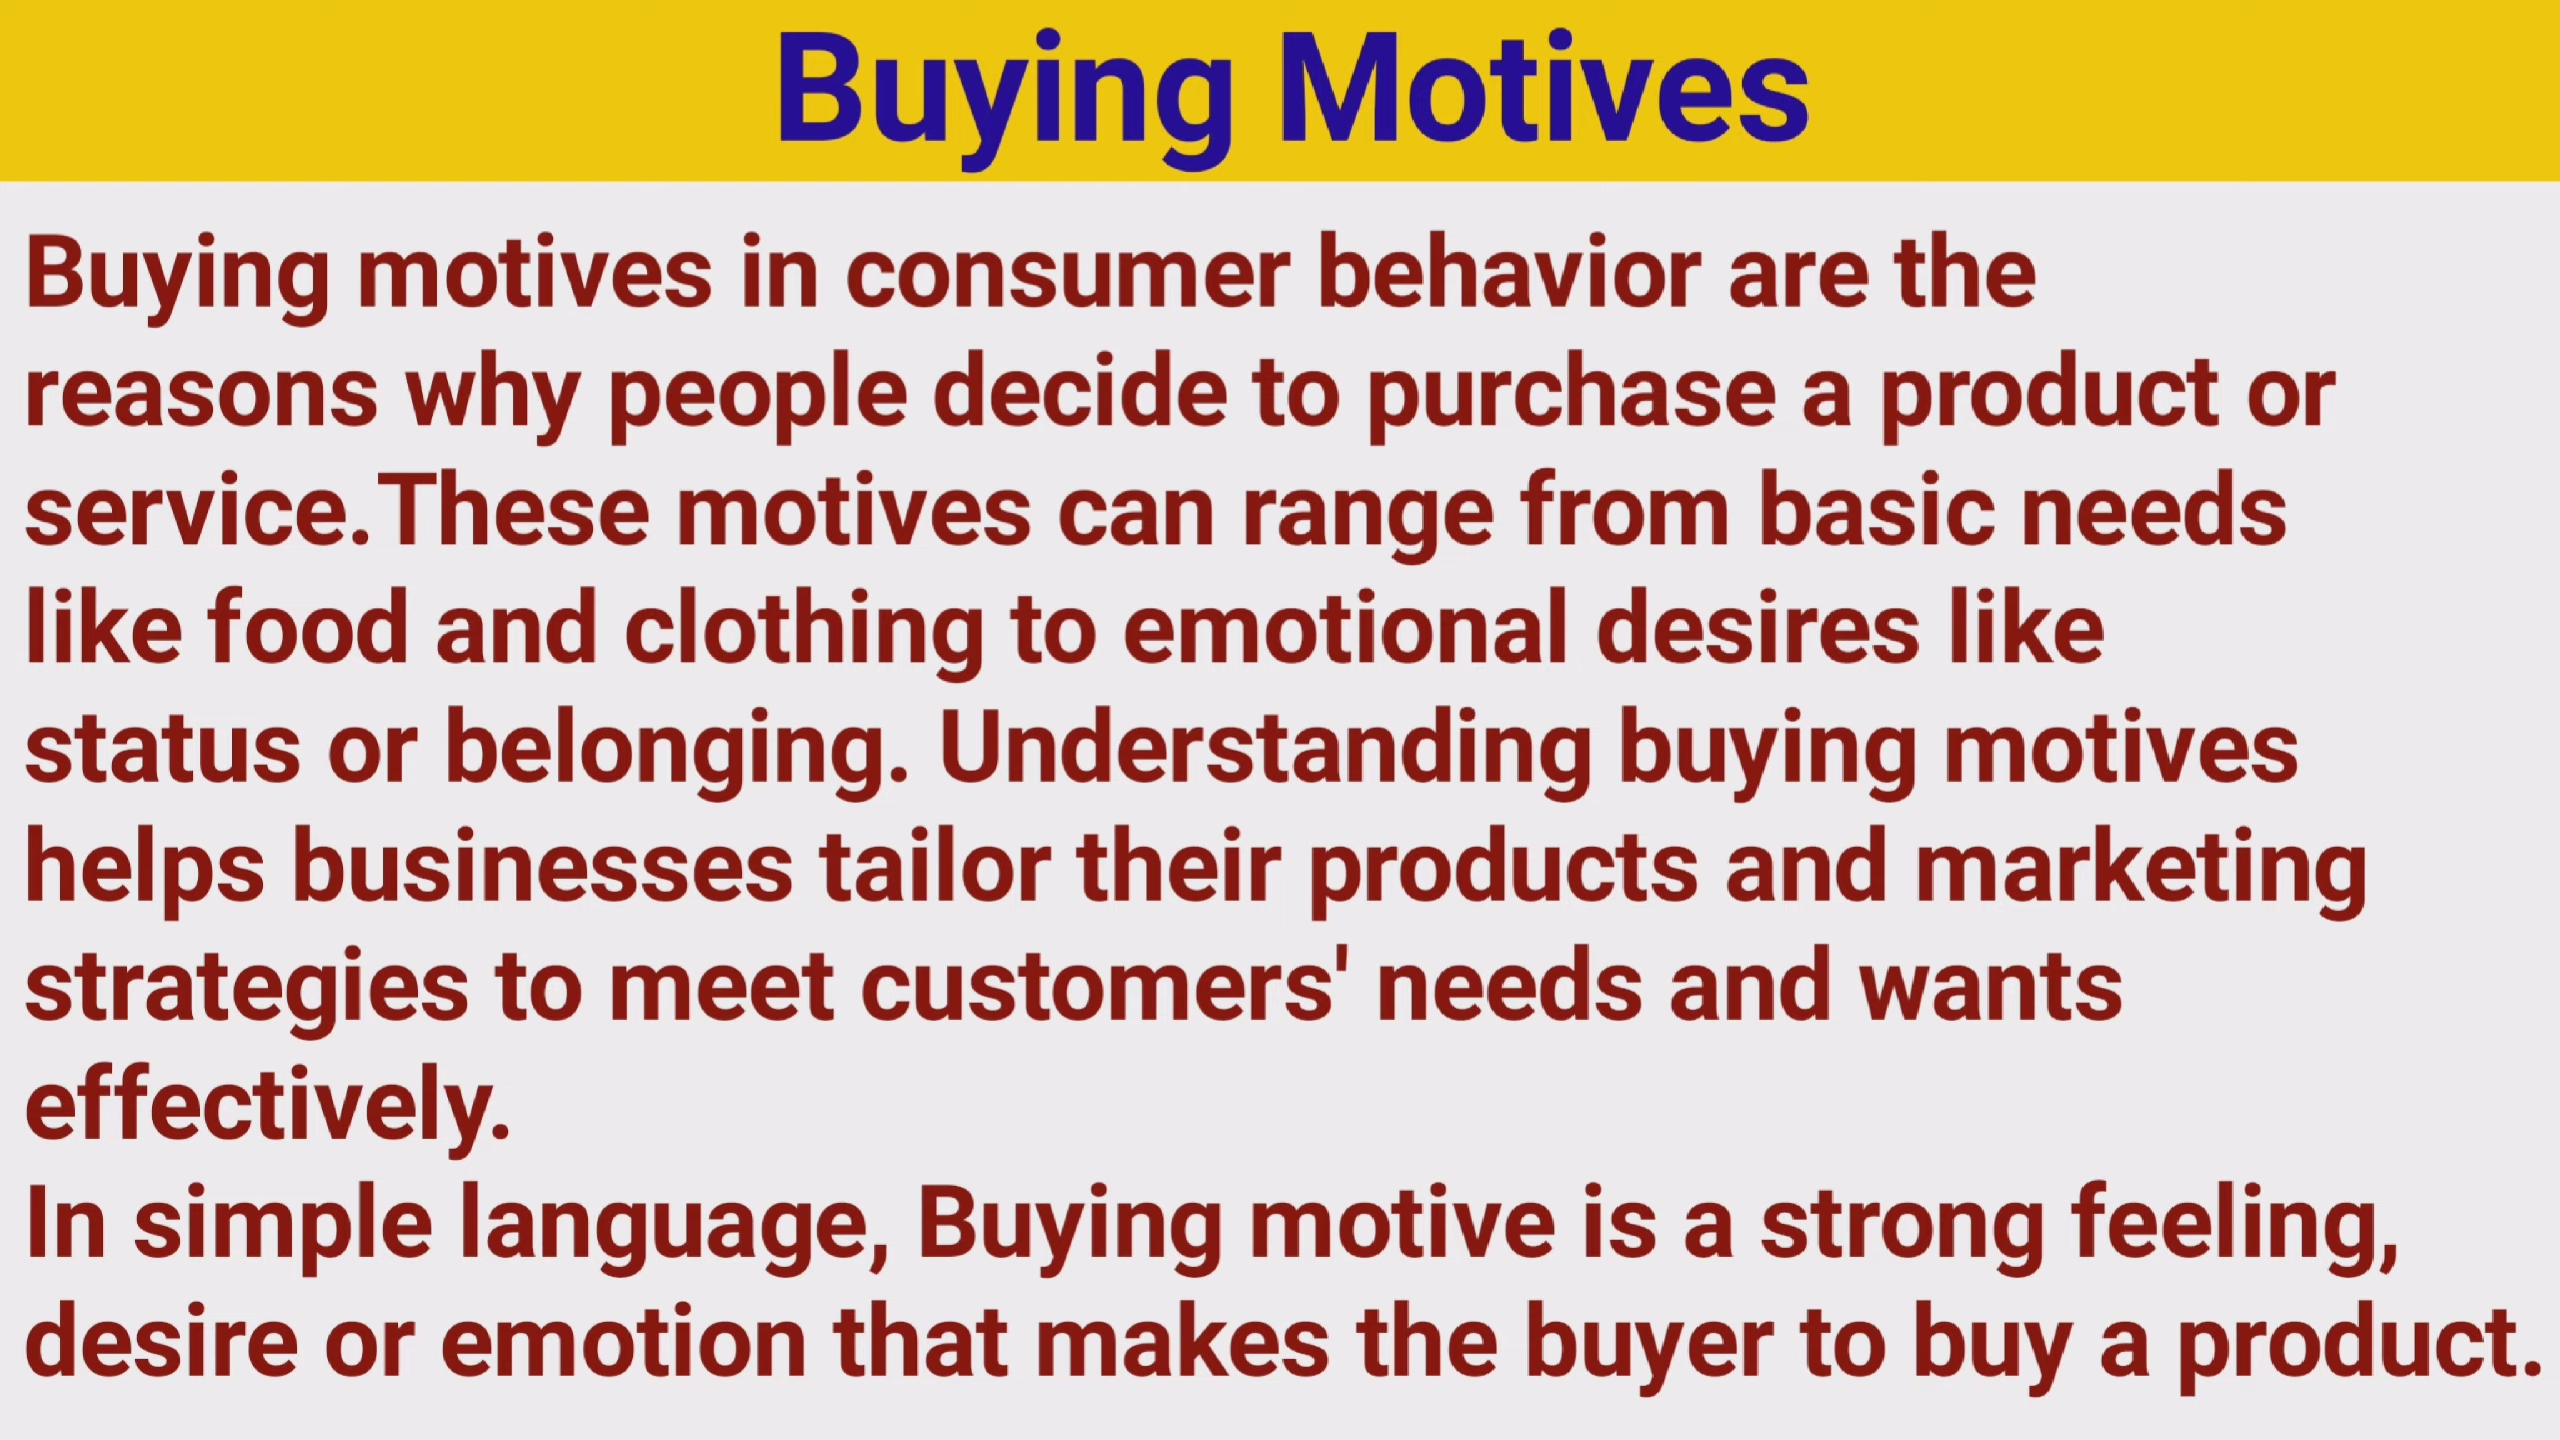 Buying Motives
Buying motives in consumer behavior are the
reasons why people decide to purchase a product or
service.These motives can range from basic needs
like food and clothing to emotional desires like
status or belonging. Understanding buying motives
helps businesses tailor their products and marketing
strategies to meet customers' needs and wants
effectively.
In simple language, Buying motive is a strong feeling,
desire or emotion that makes the buyer to buy a product.